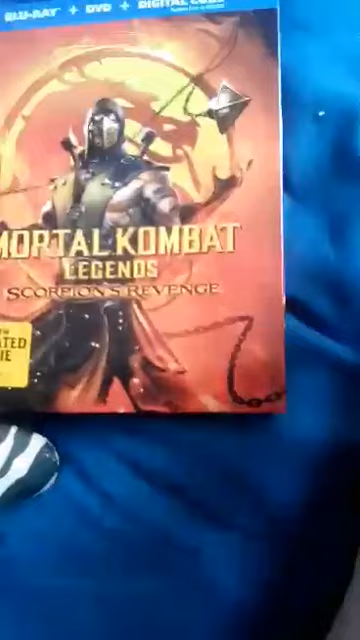 BLU-RAY + DVD + DIGITAL CODE
MORTAL KOMBAT
LEGENDS
SCORPION'S REVENGE